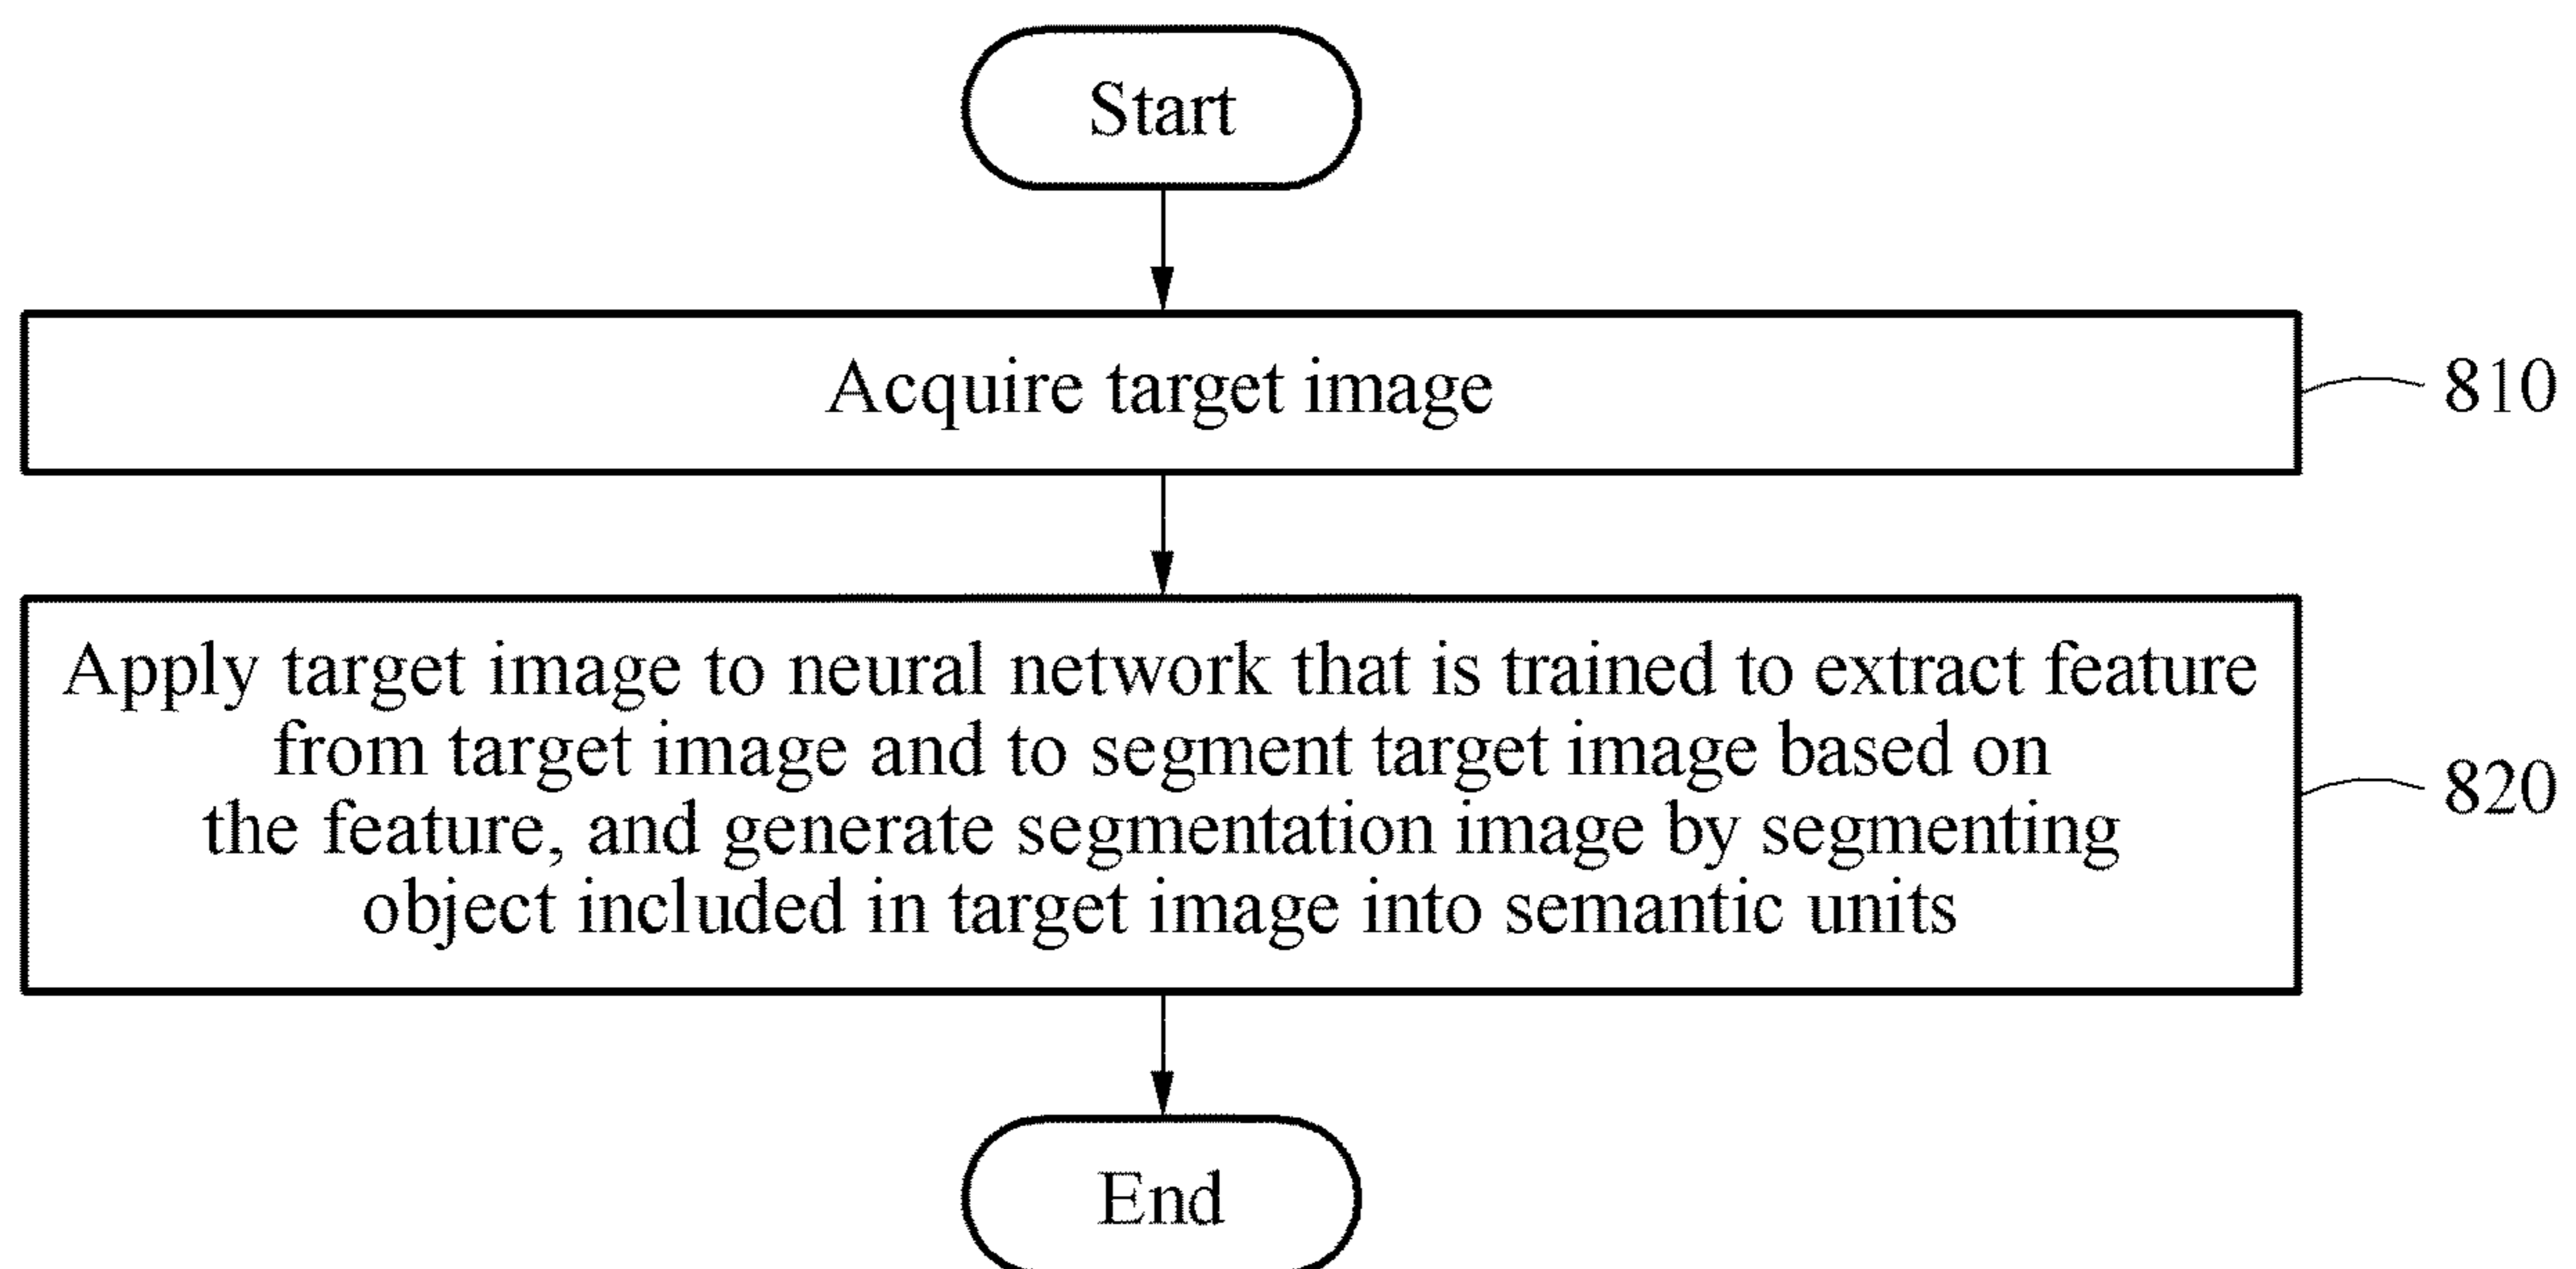 Start
Acquire target image
810
Apply target image to neural network that is trained to extract feature
from target image and to segment target image based on
the feature, and generate segmentation image by segmenting
object included in target image into semantic units
820
End